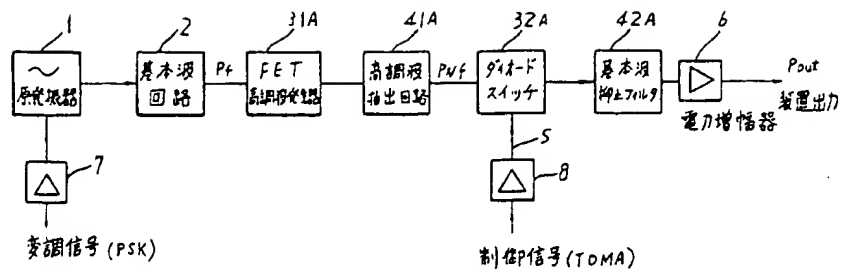 1
2
31A
41A
32A
42A
6
~
原発振器
基本波
回路
Pf
FET
高調波発生器
高調波
抽出回路
PNf
ダイオード
スイッチ
基本波
抑止フィルタ
Pout
装置出力
電力増幅器
7
5
8
変調信号(PSK)
制御信号(TDMA)